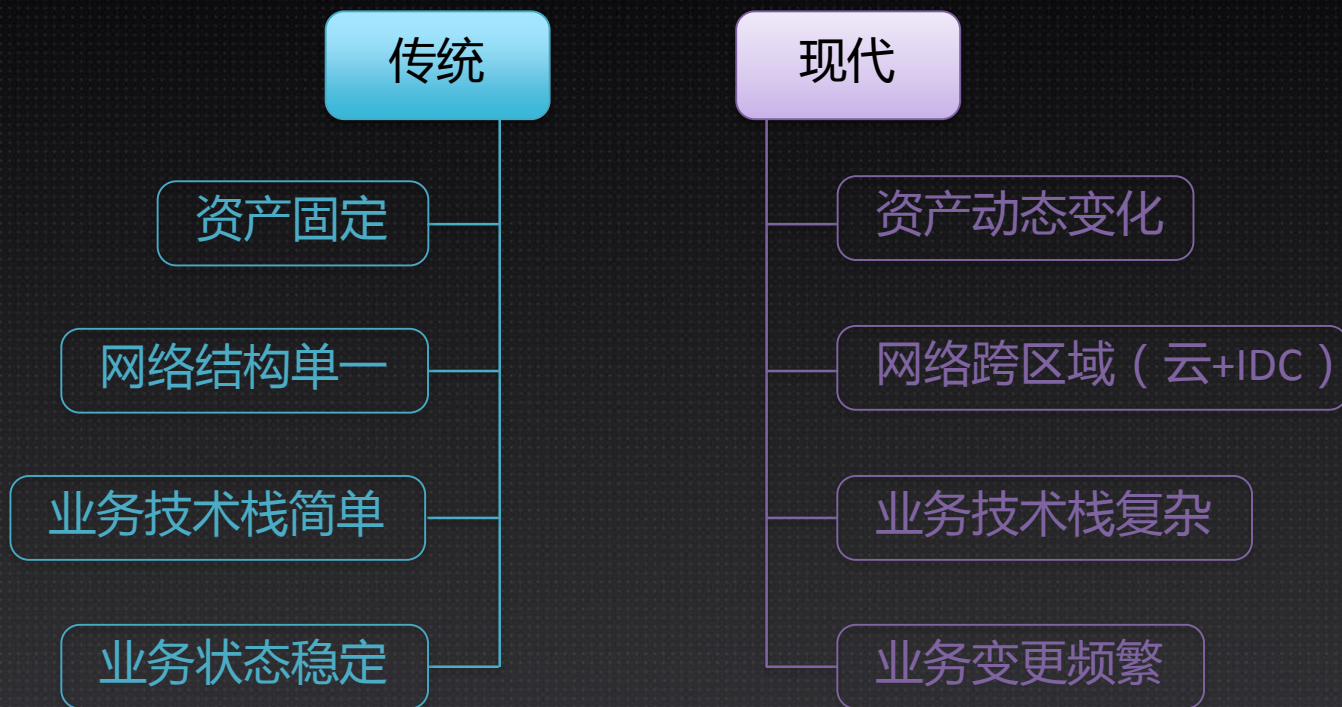 传统
资产固定
网络结构单一
业务技术栈简单
业务状态稳定
现代
资产动态变化
网络跨区域（云+IDC）
业务技术栈复杂
业务变更频繁